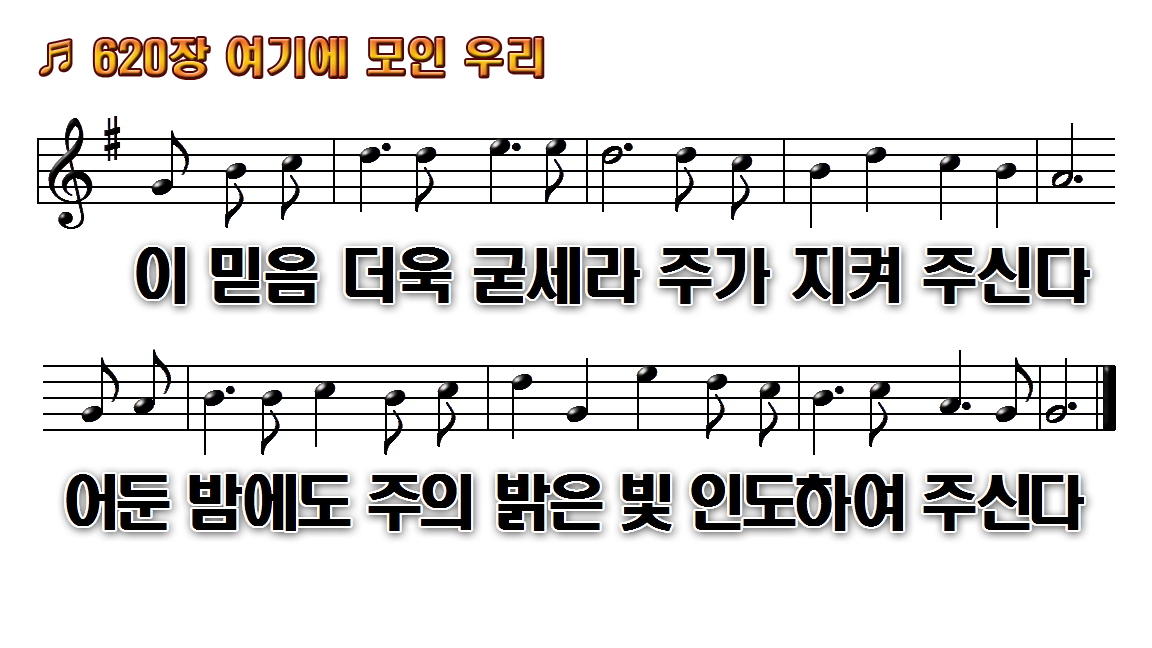 ♬ 620장 여기에 모인 우리
이 믿음 더욱 굳세라 주가 지켜 주신다
어둔 밤에도 주의 밝은 빛 인도하여 주신다